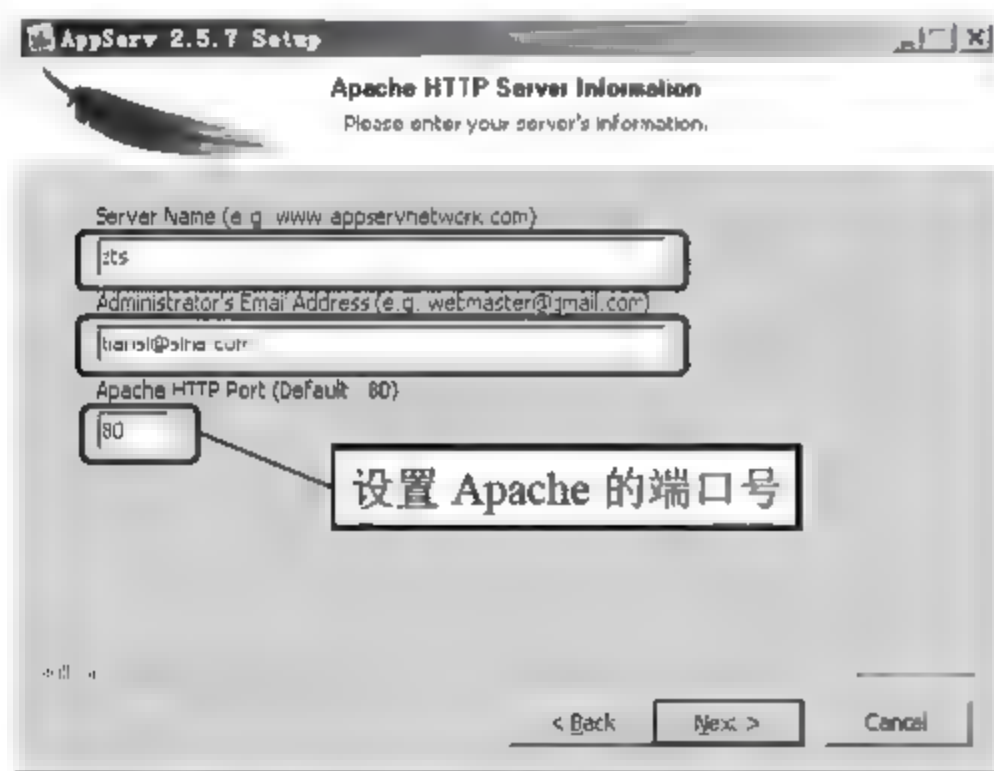 AppServ 2.5.7 Setup
Apache HTTP Server Information
Please enter your server's information.
Server Name (e.g. www.appservnetwork.com)
Administrator's Email Address (e.g. webmaster@gmail.com)
Apache HTTP Port (Default 80)
80
设置 Apache 的端口号
< Back
Next >
Cancel